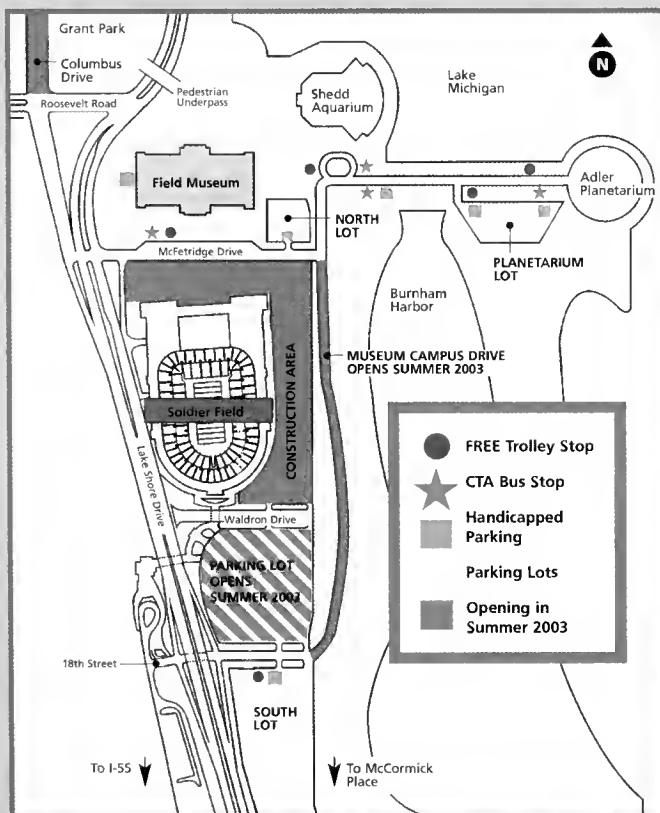 Grant Park
Columbus
Drive
Roosevelt Road
Pedestrian
Underpass
Shedd
Aquarium
Lake
Michigan
N
Field Museum
Adler
Planetarium
NORTH
LOT
McFetridge Drive
PLANETARIUM
LOT
Burnham
Harbor
MUSEUM CAMPUS DRIVE
OPENS SUMMER 2003
CONSTRUCTION AREA
Soldier Field
Lake Shore Drive
Waldron Drive
PARKING LOT
OPENS
SUMMER 2003
18th Street
SOUTH
LOT
To I-55
To McCormick
Place
FREE Trolley Stop
CTA Bus Stop
Handicapped
Parking
Parking Lots
Opening in
Summer 2003